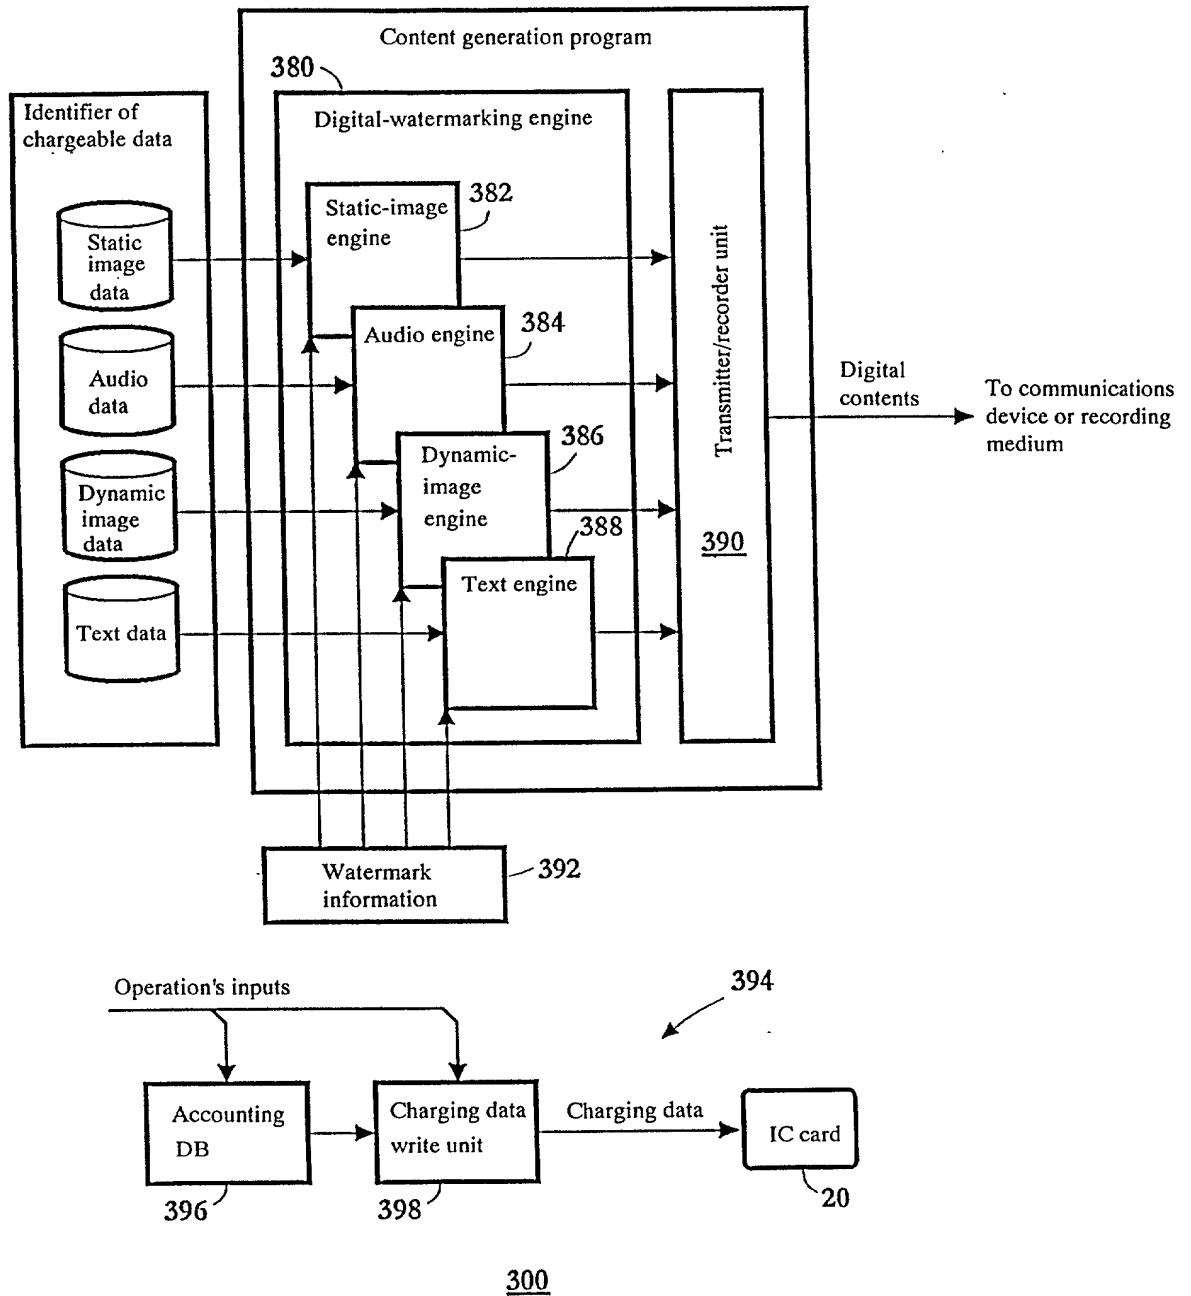 Content generation program
380
Identifier of
chargeable data
Digital-watermarking engine
Static
image
data
Static-image
engine
382
Audio
data
Audio engine
384
Dynamic
image
data
Dynamic-
image
engine
386
Text data
Text engine
388
Transmitter/recorder unit
390
Digital
contents
To communications
device or recording
medium
Watermark
information
392
Operation's inputs
394
Accounting
DB
396
Charging data
write unit
398
Charging data
IC card
20
300